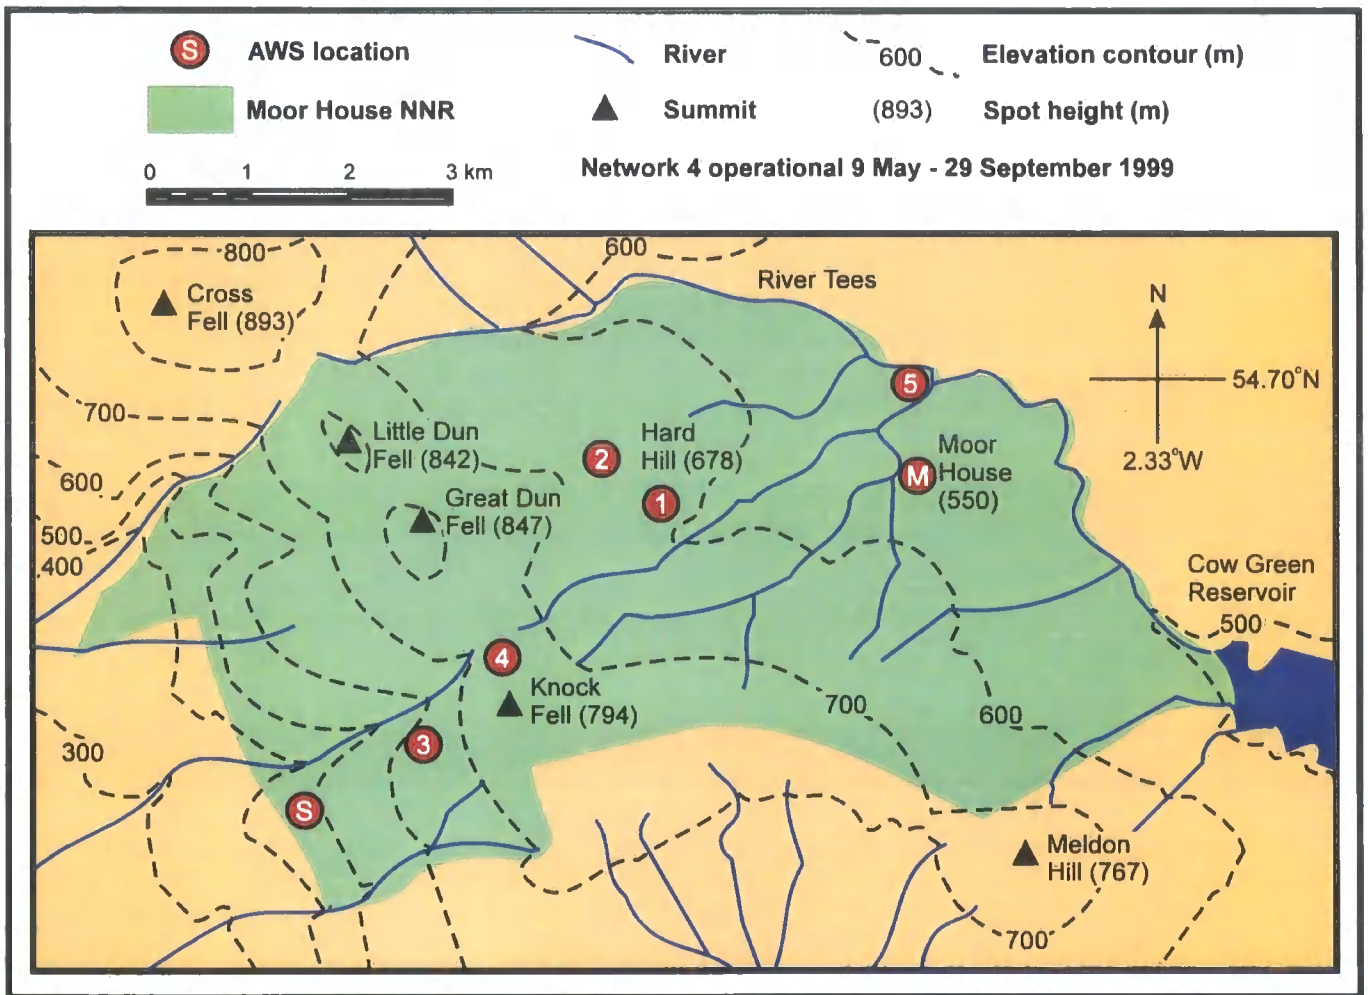 S AWS location
River
600 Elevation contour (m)
Moor House NNR
Summit
(893) Spot height (m)
0 1 2 3 km
Network 4 operational 9 May - 29 September 1999
800
600
Cross
Fell (893)
River Tees
N
54.70°N
2.33°W
5
700
Little Dun
Fell (842)
2
Hard
Hill (678)
Moor
House
(550)
M
600
Great Dun
Fell (847)
1
500
400
Cow Green
Reservoir
500
4
Knock
Fell (794)
700
600
300
3
S
Meldon
Hill (767)
700